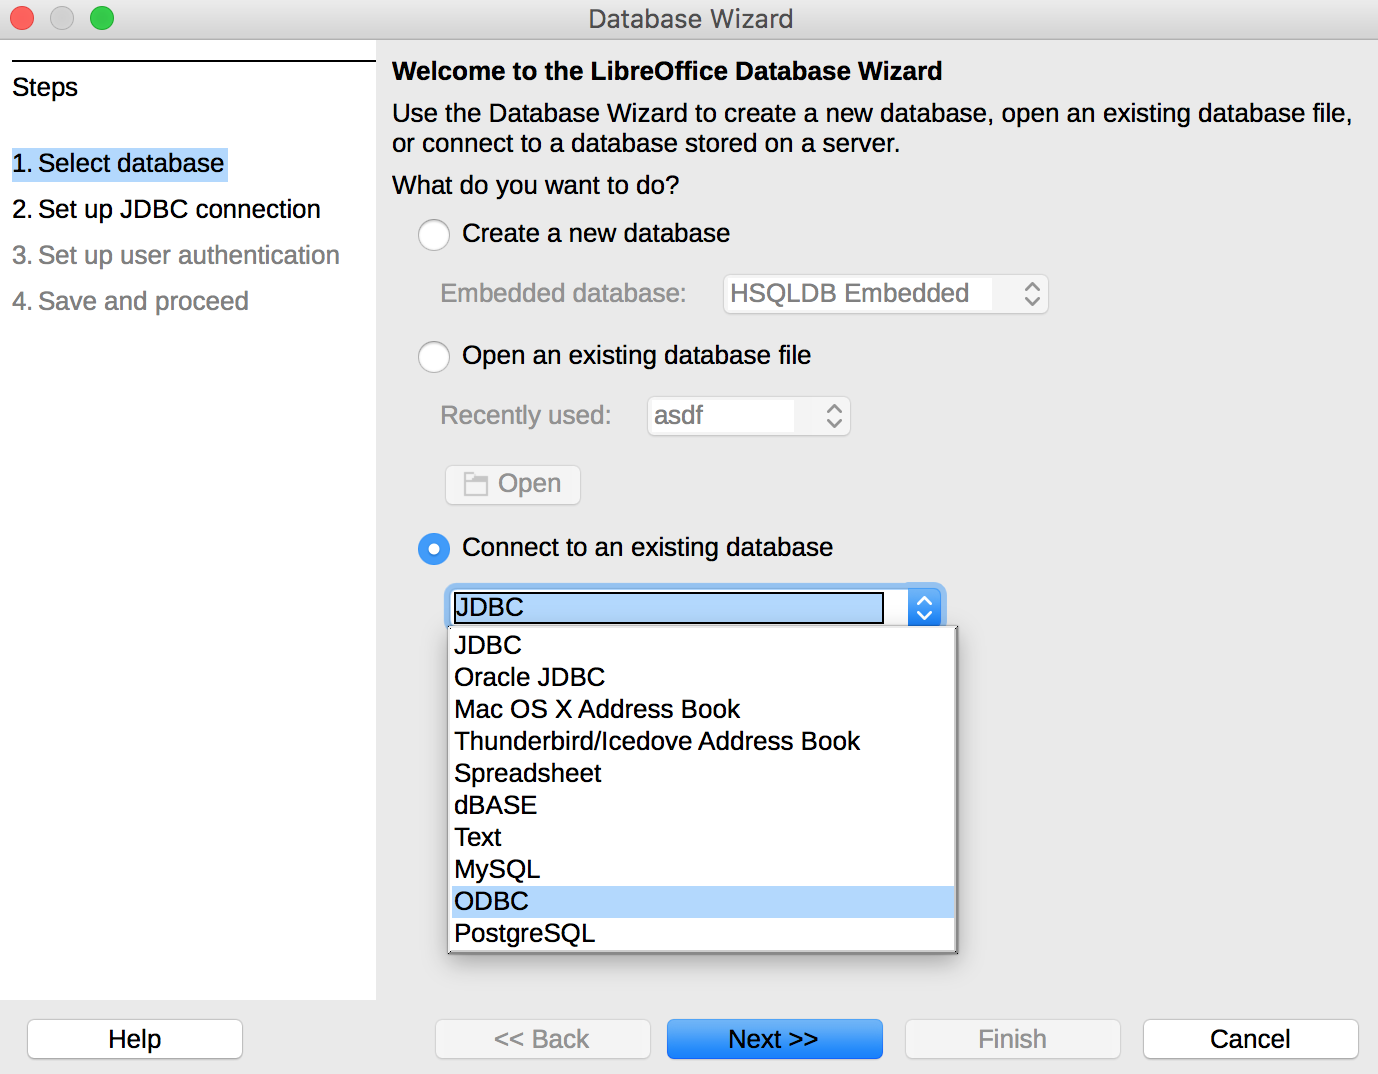 Database Wizard
Steps
1. Select database
2. Set up JDBC connection
3. Set up user authentication
4. Save and proceed
Welcome to the LibreOffice Database Wizard
Use the Database Wizard to create a new database, open an existing database file,
or connect to a database stored on a server.
What do you want to do?
Create a new database
Embedded database: HSQLDB Embedded
Open an existing database file
Recently used: asdf
Open
Connect to an existing database
JDBC
JDBC
Oracle JDBC
Mac OS X Address Book
Thunderbird/Icedove Address Book
Spreadsheet
dBASE
Text
MySQL
ODBC
PostgreSQL
Help << Back Next >> Finish Cancel